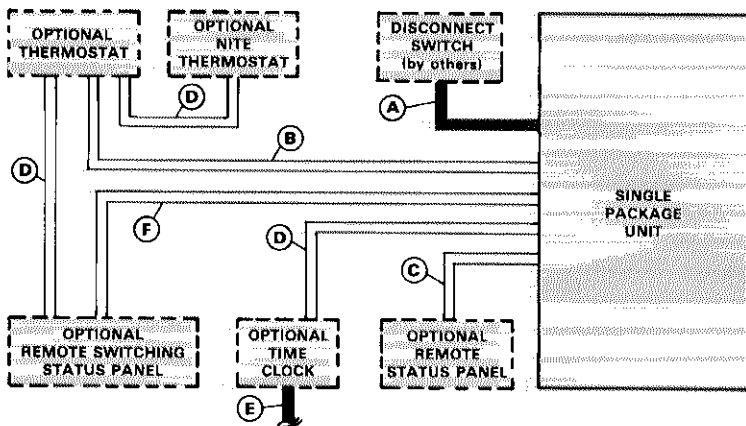 OPTIONAL
THERMOSTAT
OPTIONAL
NITE
THERMOSTAT
DISCONNECT
SWITCH
(by others)
A
D
B
D
F
D
C
SINGLE
PACKAGE
UNIT
OPTIONAL
REMOTE SWITCHING
STATUS PANEL
OPTIONAL
TIME
CLOCK
OPTIONAL
REMOTE
STATUS PANEL
E